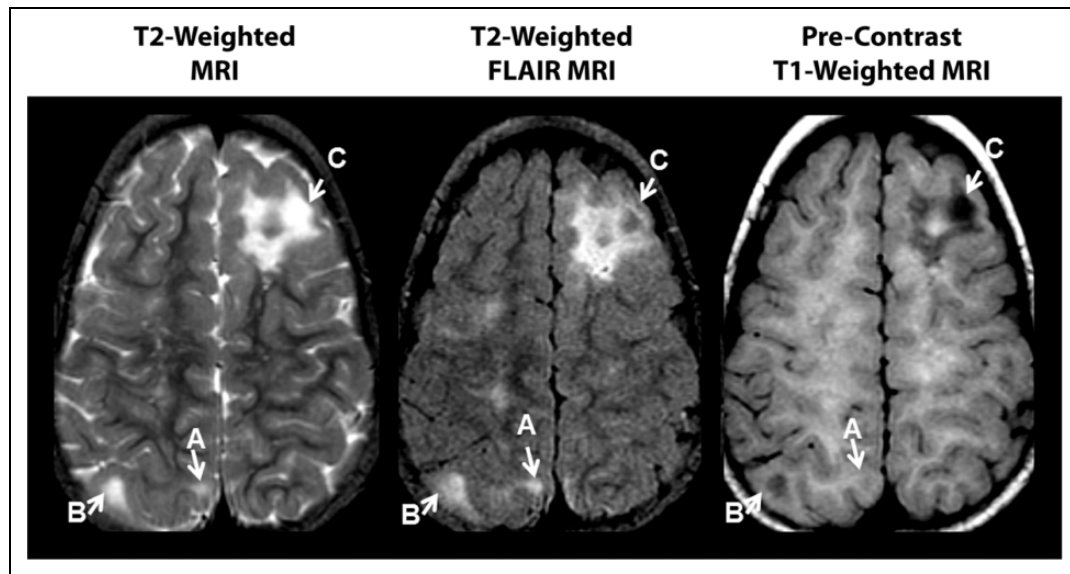 T2-Weighted
MRI
T2-Weighted
FLAIR MRI
Pre-Contrast
T1-Weighted MRI
C
A
B
C
A
B
C
A
B